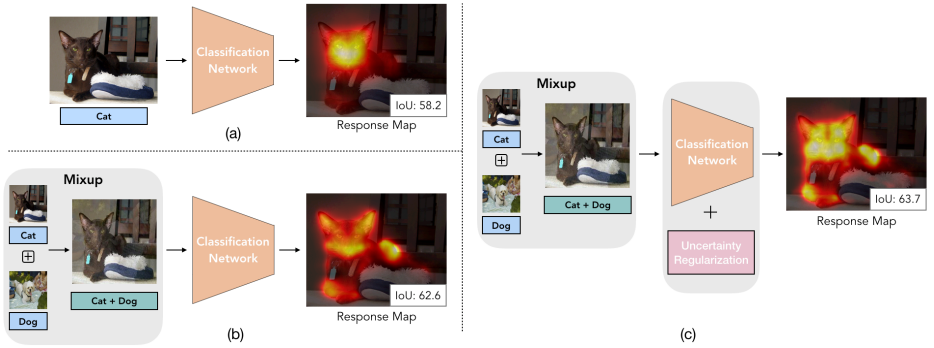 Cat
Classification
Network
IoU: 58.2
Response Map
(a)
Mixup
Cat
Dog
Cat + Dog
Classification
Network
IoU: 62.6
Response Map
(b)
Mixup
Cat
Dog
Cat + Dog
Classification
Network
+
Uncertainty
Regularization
IoU: 63.7
Response Map
(c)